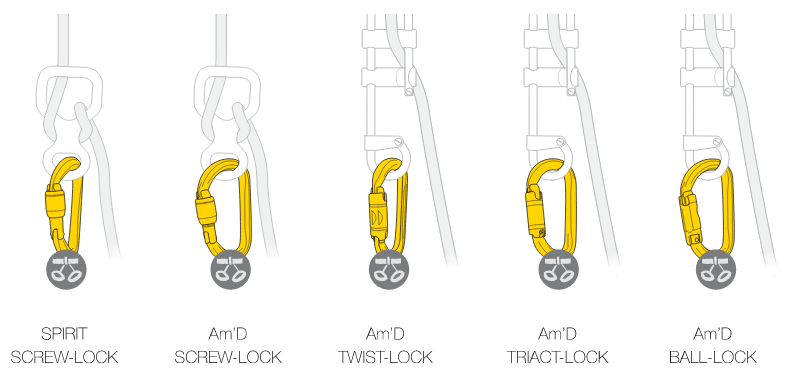 SPIRIT
SCREW-LOCK
Am'D
SCREW-LOCK
Am'D
TWIST-LOCK
Am'D
TRIACT-LOCK
Am'D
BALL-LOCK